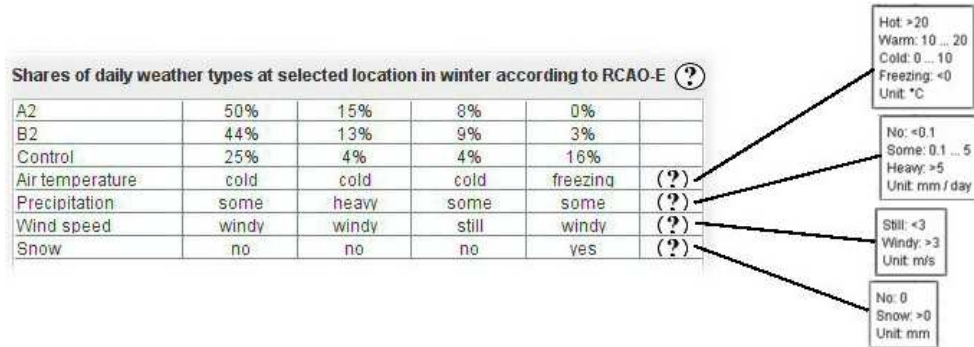 Shares of daily weather types at selected location in winter according to RCAO-E (?)
A2 50% 15% 8% 0%
B2 44% 13% 9% 3%
Control 25% 4% 4% 16%
Air temperature cold cold cold freezing (?)
Precipitation some heavy some some (?)
Wind speed windy windy still windy (?)
Snow no no no yes (?)
Hot: >20
Warm: 10 ... 20
Cold: 0 ... 10
Freezing: <0
Unit: °C
No: <0.1
Some: 0.1 ... 5
Heavy: >5
Unit: mm / day
Still: <3
Windy: >3
Unit: m/s
No: 0
Snow: >0
Unit: mm